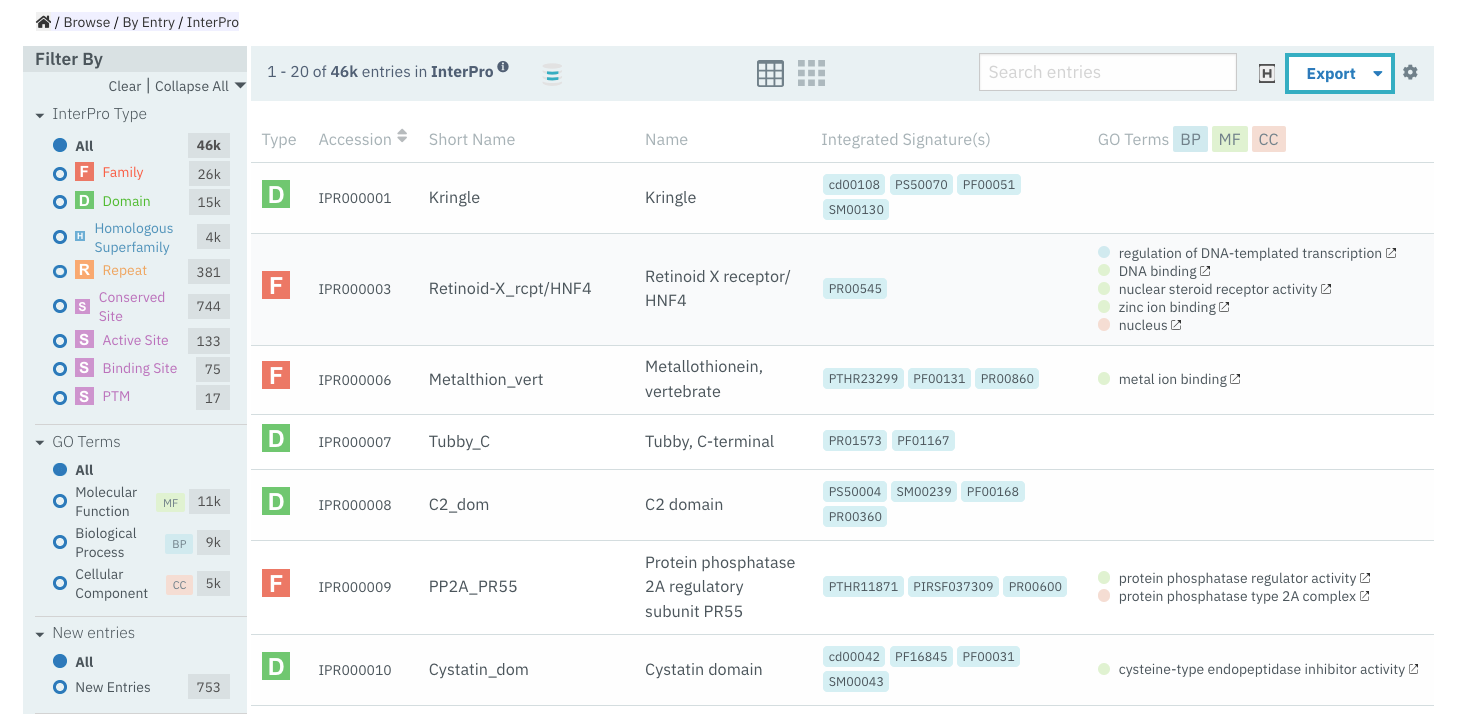 / Browse / By Entry / InterPro
Filter By
Clear | Collapse All
InterPro Type
All 46k
F Family 26k
D Domain 15k
H Homologous Superfamily 4k
R Repeat 381
S Conserved Site 744
S Active Site 133
S Binding Site 75
S PTM 17
GO Terms
All
Molecular Function MF 11k
Biological Process BP 9k
Cellular Component CC 5k
New entries
All
New Entries 753
1 - 20 of 46k entries in InterPro i
Search entries
H
Export
Type Accession Short Name Name Integrated Signature(s) GO Terms BP MF CC
D IPR000001 Kringle Kringle cd00108 PS50070 PF00051
SM00130
F IPR000003 Retinoid-X_rcpt/HNF4 Retinoid X receptor/
HNF4
PR00545
regulation of DNA-templated transcription
DNA binding
nuclear steroid receptor activity
zinc ion binding
nucleus
F IPR000006 Metalthion_vert Metallothionein,
vertebrate
PTHR23299 PF00131 PR00860
metal ion binding
D IPR000007 Tubby_C Tubby, C-terminal PR01573 PF01167
D IPR000008 C2_dom C2 domain PS50004 SM00239 PF00168
PR00360
F IPR000009 PP2A_PR55 Protein phosphatase
2A regulatory
subunit PR55
PTHR11871 PIRSF037309 PR00600
protein phosphatase regulator activity
protein phosphatase type 2A complex
D IPR000010 Cystatin_dom Cystatin domain cd00042 PF16845 PF00031
SM00043
cysteine-type endopeptidase inhibitor activity